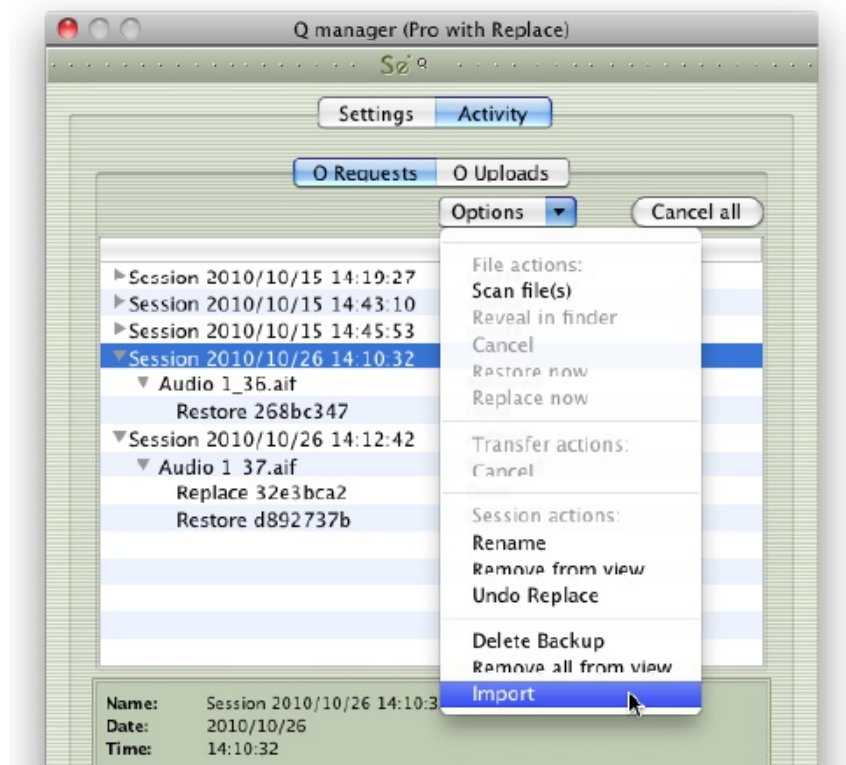 Q manager (Pro with Replace)
Sø Q
Settings Activity
0 Requests 0 Uploads
Options Cancel all
Session 2010/10/15 14:19:27
Session 2010/10/15 14:43:10
Session 2010/10/15 14:45:53
Session 2010/10/26 14:10:32
Audio 1_36.aif
Restore 268bc347
Session 2010/10/26 14:12:42
Audio 1_37.aif
Replace 32e3bca2
Restore d892737b
File actions:
Scan file(s)
Reveal in finder
Cancel
Restore now
Replace now
Transfer actions:
Cancel
Session actions:
Rename
Remove from view
Undo Replace
Delete Backup
Remove all from view
Import
Name: Session 2010/10/26 14:10:3
Date: 2010/10/26
Time: 14:10:32